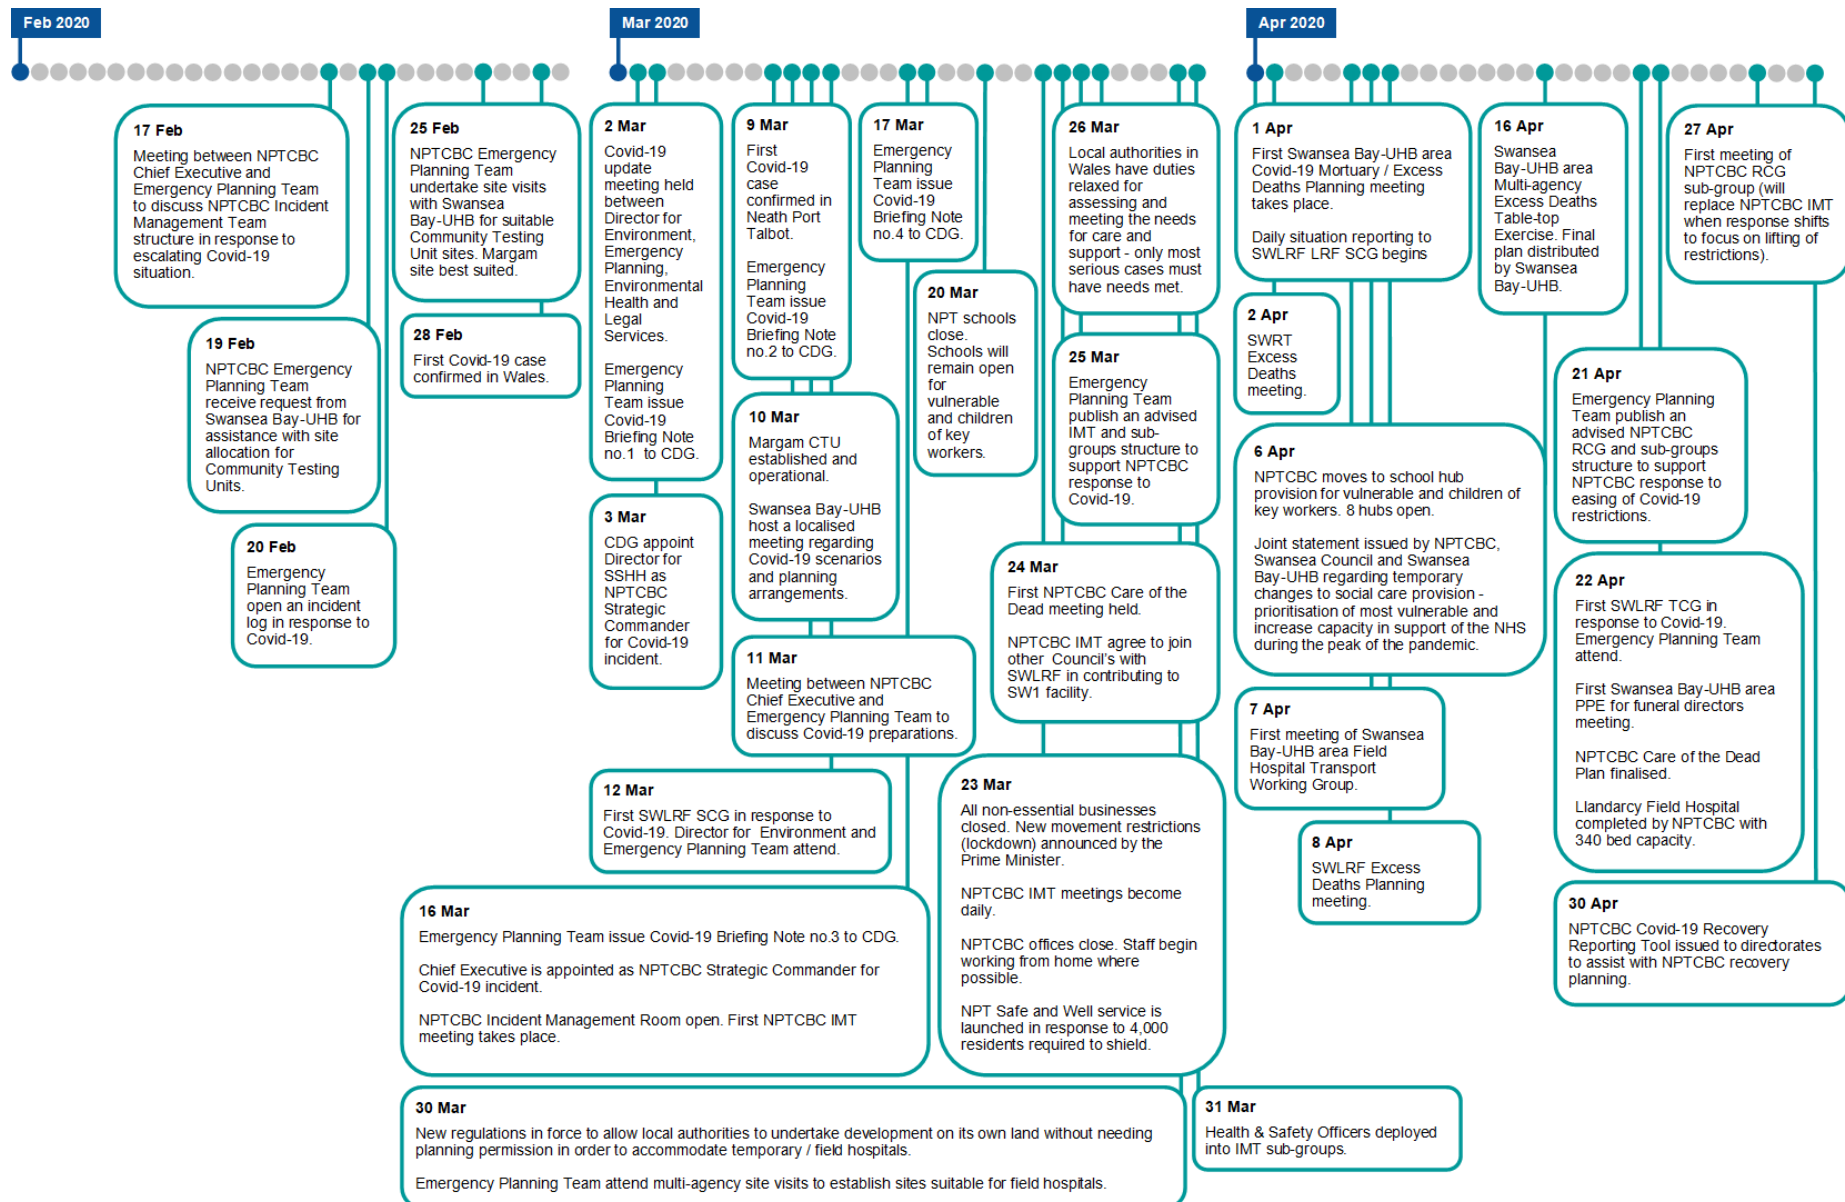 Feb 2020
Mar 2020
Apr 2020
17 Feb
Meeting between NPTCBC
Chief Executive and
Emergency Planning Team
to discuss NPTCBC Incident
Management Team
structure in response to
escalating Covid-19
situation.
19 Feb
NPTCBC Emergency
Planning Team
receive request from
Swansea Bay-UHB for
assistance with site
allocation for
Community Testing
Units.
20 Feb
Emergency
Planning Team
open an incident
log in response to
Covid-19.
25 Feb
NPTCBC Emergency
Planning Team
undertake site visits
with Swansea
Bay-UHB for suitable
Community Testing
Unit sites. Margam
site best suited.
28 Feb
First Covid-19 case
confirmed in Wales.
2 Mar
Covid-19
update
meeting held
between
Director for
Environment,
Emergency
Planning,
Environmental
Health and
Legal
Services.
Emergency
Planning
Team issue
Covid-19
Briefing Note
no.1 to CDG.
3 Mar
CDG appoint
Director for
SSHH as
NPTCBC
Strategic
Commander
for Covid-19
incident.
9 Mar
First
Covid-19
case
confirmed in
Neath Port
Talbot.
Emergency
Planning
Team issue
Covid-19
Briefing Note
no.2 to CDG.
10 Mar
Margam CTU
established and
operational.
Swansea Bay-UHB
host a localised
meeting regarding
Covid-19 scenarios
and planning
arrangements.
11 Mar
Meeting between NPTCBC
Chief Executive and
Emergency Planning Team to
discuss Covid-19 preparations.
12 Mar
First SWLRF SCG in response to
Covid-19. Director for Environment and
Emergency Planning Team attend.
16 Mar
Emergency Planning Team issue Covid-19 Briefing Note no.3 to CDG.
Chief Executive is appointed as NPTCBC Strategic Commander for
Covid-19 incident.
NPTCBC Incident Management Room open. First NPTCBC IMT
meeting takes place.
17 Mar
Emergency
Planning
Team issue
Covid-19
Briefing Note
no.4 to CDG.
20 Mar
NPT schools
close.
Schools will
remain open
for
vulnerable
and children
of key
workers.
23 Mar
All non-essential businesses
closed. New movement restrictions
(lockdown) announced by the
Prime Minister.
NPTCBC IMT meetings become
daily.
NPTCBC offices close. Staff begin
working from home where
possible.
NPT Safe and Well service is
launched in response to 4,000
residents required to shield.
24 Mar
First NPTCBC Care of the
Dead meeting held.
NPTCBC IMT agree to join
other Council's with
SWLRF in contributing to
SW1 facility.
25 Mar
Emergency
Planning Team
publish an advised
IMT and sub-
groups structure to
support NPTCBC
response to
Covid-19.
26 Mar
Local authorities in
Wales have duties
relaxed for
assessing and
meeting the needs
for care and
support - only most
serious cases must
have needs met.
30 Mar
New regulations in force to allow local authorities to undertake development on its own land without needing
planning permission in order to accommodate temporary / field hospitals.
Emergency Planning Team attend multi-agency site visits to establish sites suitable for field hospitals.
31 Mar
Health & Safety Officers deployed
into IMT sub-groups.
1 Apr
First Swansea Bay-UHB area
Covid-19 Mortuary / Excess
Deaths Planning meeting
takes place.
Daily situation reporting to
SWLRF LRF SCG begins
2 Apr
SWRT
Excess
Deaths
meeting.
6 Apr
NPTCBC moves to school hub
provision for vulnerable and children of
key workers. 8 hubs open.
Joint statement issued by NPTCBC,
Swansea Council and Swansea
Bay-UHB regarding temporary
changes to social care provision -
prioritisation of most vulnerable and
increase capacity in support of the NHS
during the peak of the pandemic.
7 Apr
First meeting of Swansea
Bay-UHB area Field
Hospital Transport
Working Group.
8 Apr
SWLRF Excess
Deaths Planning
meeting.
16 Apr
Swansea
Bay-UHB area
Multi-agency
Excess Deaths
Table-top
Exercise. Final
plan distributed
by Swansea
Bay-UHB.
21 Apr
Emergency Planning
Team publish an
advised NPTCBC
RCG and sub-groups
structure to support
NPTCBC response to
easing of Covid-19
restrictions.
22 Apr
First SWLRF TCG in
response to Covid-19.
Emergency Planning Team
attend.
First Swansea Bay-UHB area
PPE for funeral directors
meeting.
NPTCBC Care of the Dead
Plan finalised.
Llandarcy Field Hospital
completed by NPTCBC with
340 bed capacity.
27 Apr
First meeting of
NPTCBC RCG
sub-group (will
replace NPTCBC IMT
when response shifts
to focus on lifting of
restrictions).
30 Apr
NPTCBC Covid-19 Recovery
Reporting Tool issued to directorates
to assist with NPTCBC recovery
planning.